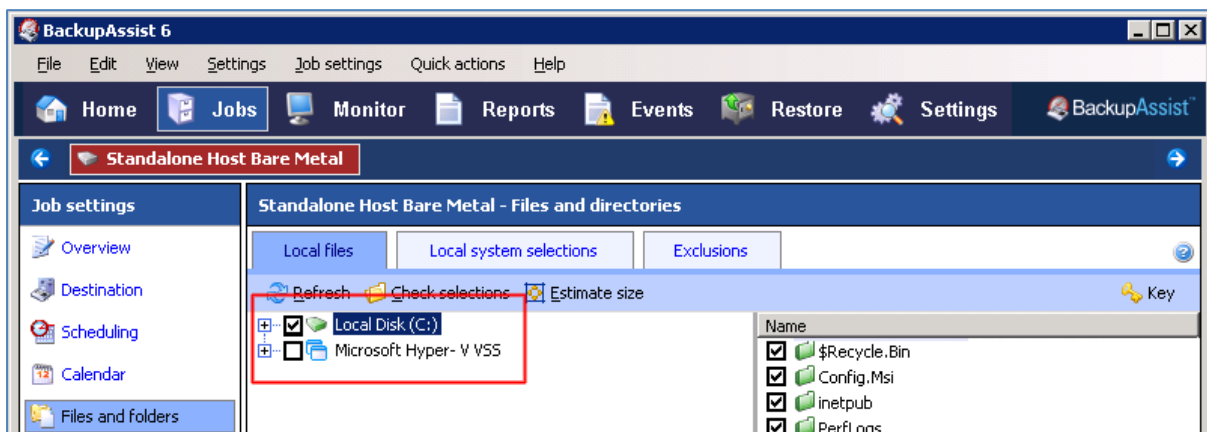 BackupAssist 6
File Edit View Settings Job settings Quick actions Help
Home Jobs Monitor Reports Events Restore Settings BackupAssist™
Standalone Host Bare Metal
Job settings
Standalone Host Bare Metal - Files and directories
Overview
Local files Local system selections Exclusions
Destination
Refresh Check selections Estimate size Key
Scheduling
Local Disk (C:)
Name
Microsoft Hyper- V VSS
$Recycle.Bin
Calendar
Config.Msi
inetpub
Files and folders
PerfLogs
12